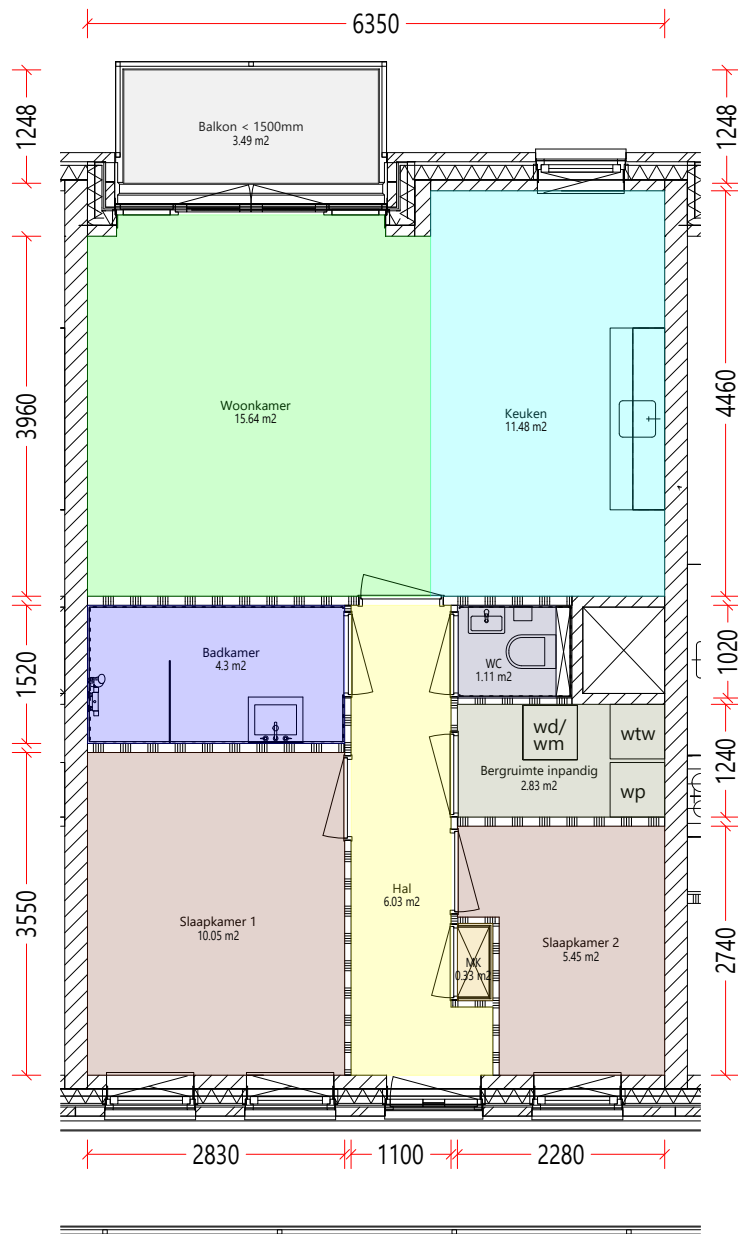 6350
1248
1248
Balkon < 1500mm
3.49 m2
3960
4460
Woonkamer
15.64 m2
Keuken
11.48 m2
1520
1020
Badkamer
4.3 m2
WC
1.11 m2
wd/
wm
wtw
1240
Bergruimte inpandig
2.83 m2
wp
3550
2740
Hal
6.03 m2
Slaapkamer 1
10.05 m2
Slaapkamer 2
5.45 m2
MK
0.33 m2
2830
1100
2280